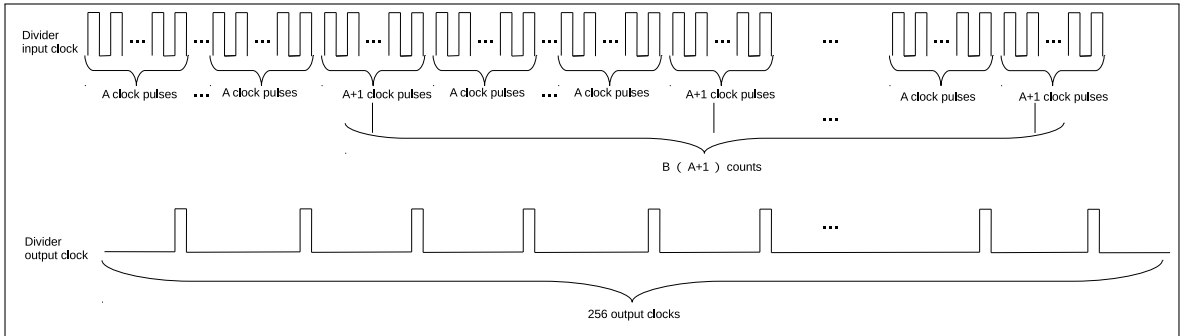 Divider
input clock
... ... ... ... ... ... ... ... ...
A clock pulses ... A clock pulses A+1 clock pulses A clock pulses ... A clock pulses A+1 clock pulses A clock pulses A+1 clock pulses
...
B ( A+1 ) counts
...
Divider
output clock
256 output clocks